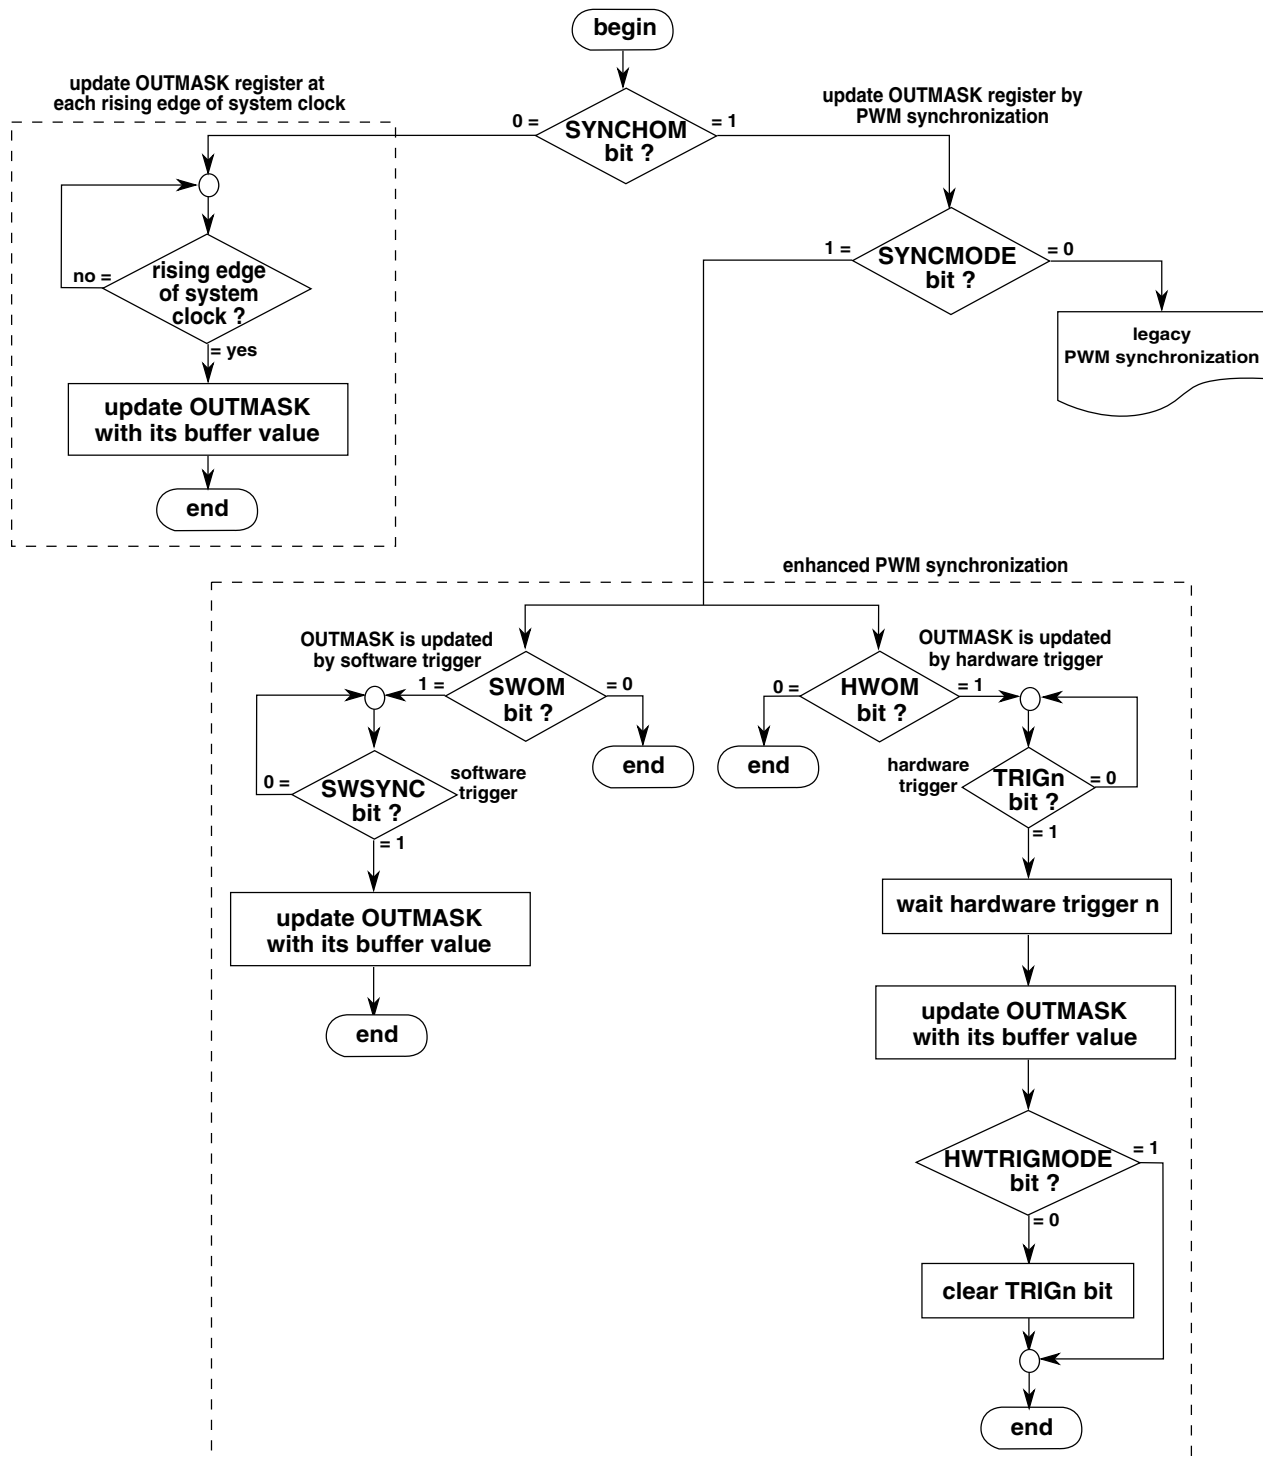 begin
update OUTMASK register at
each rising edge of system clock
update OUTMASK register by
PWM synchronization
0 =
SYNCHOM
bit ?
= 1
1 =
SYNCMODE
bit ?
= 0
no =
rising edge
of system
clock ?
= yes
legacy
PWM synchronization
update OUTMASK
with its buffer value
end
enhanced PWM synchronization
OUTMASK is updated
by software trigger
OUTMASK is updated
by hardware trigger
1 =
SWOM
bit ?
= 0
0 =
HWOM
bit ?
= 1
end
end
0 =
SWSYNC
bit ?
software
trigger
= 1
hardware
trigger
TRIGn
bit ?
= 0
= 1
update OUTMASK
with its buffer value
end
wait hardware trigger n
update OUTMASK
with its buffer value
HWTRIGMODE
bit ?
= 1
= 0
clear TRIGn bit
end